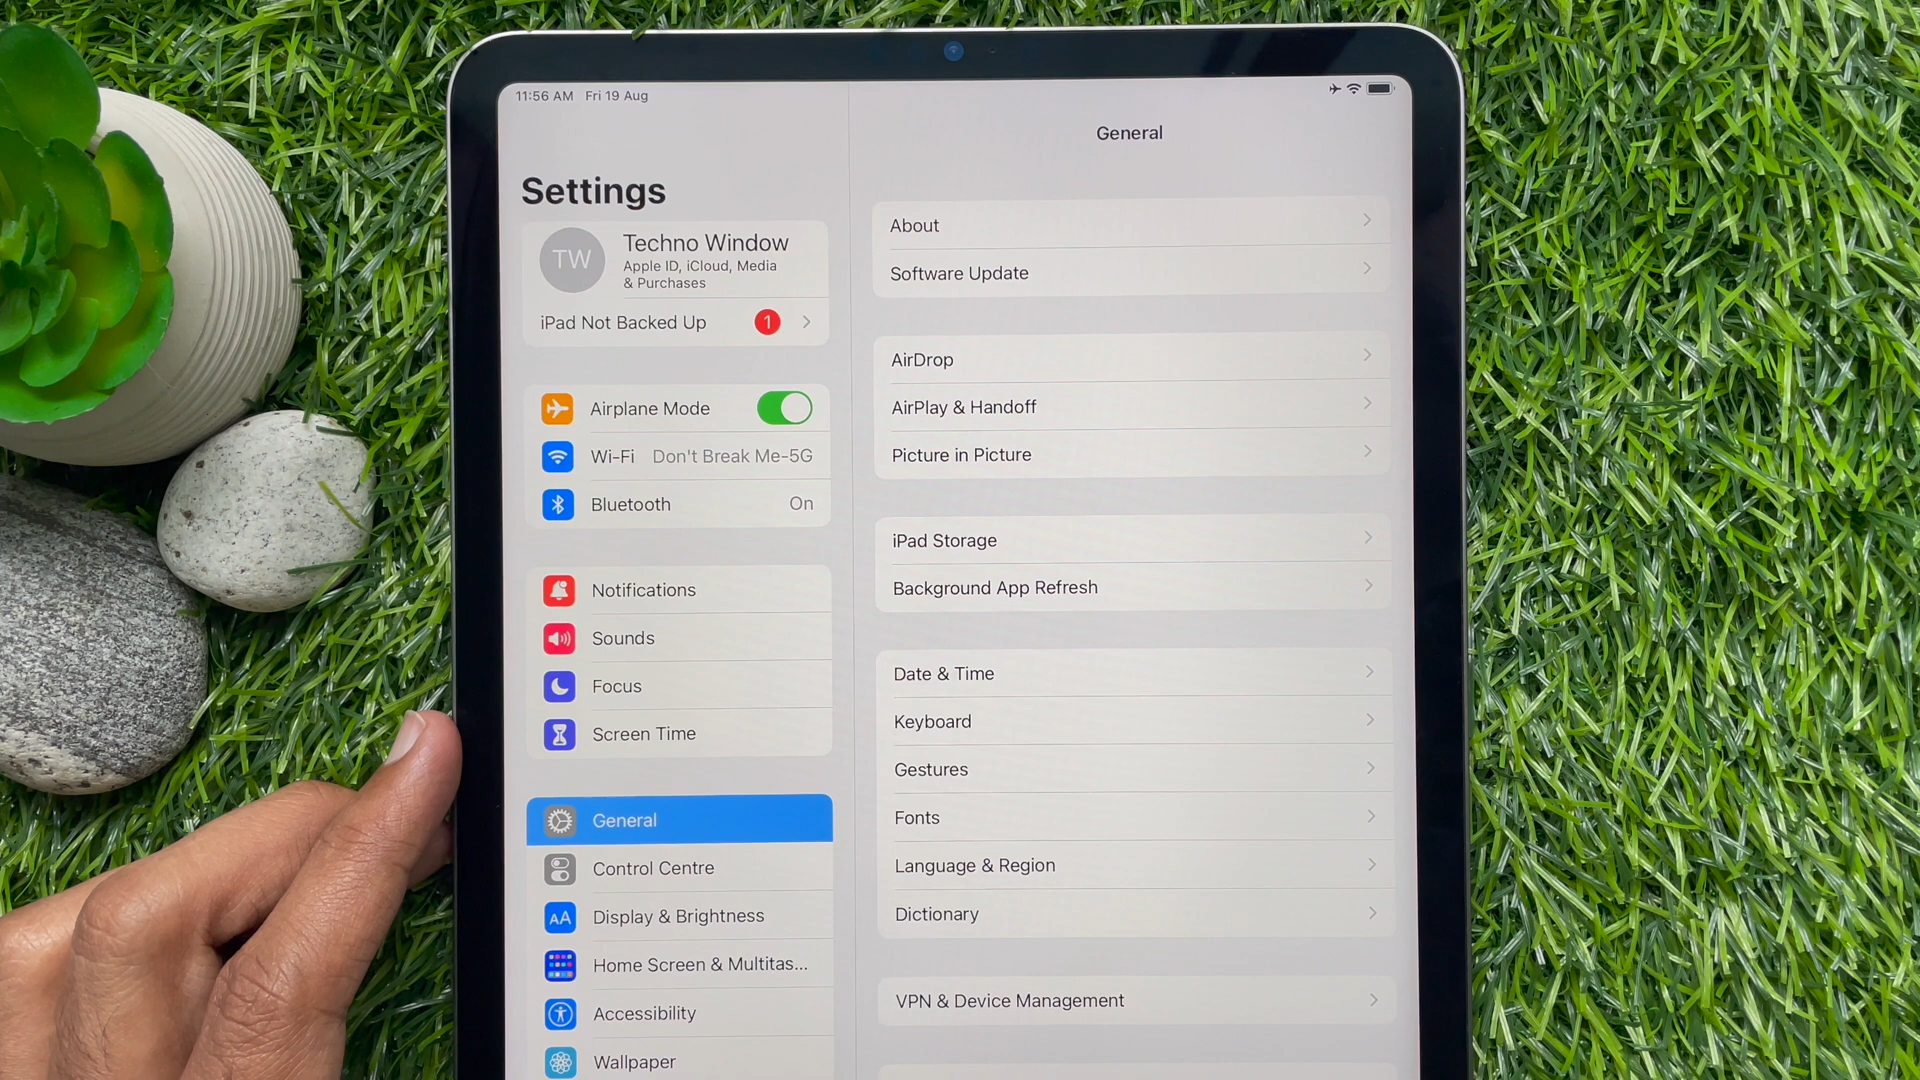 11:56 AM Fri 19 Aug
Settings
TW
Techno Window
Apple ID, iCloud, Media
& Purchases
iPad Not Backed Up 1
Airplane Mode
Wi-Fi Don't Break Me-5G
Bluetooth On
Notifications
Sounds
Focus
Screen Time
General
Control Centre
AA Display & Brightness
Home Screen & Multitas...
Accessibility
Wallpaper
General
About
Software Update
AirDrop
AirPlay & Handoff
Picture in Picture
iPad Storage
Background App Refresh
Date & Time
Keyboard
Gestures
Fonts
Language & Region
Dictionary
VPN & Device Management